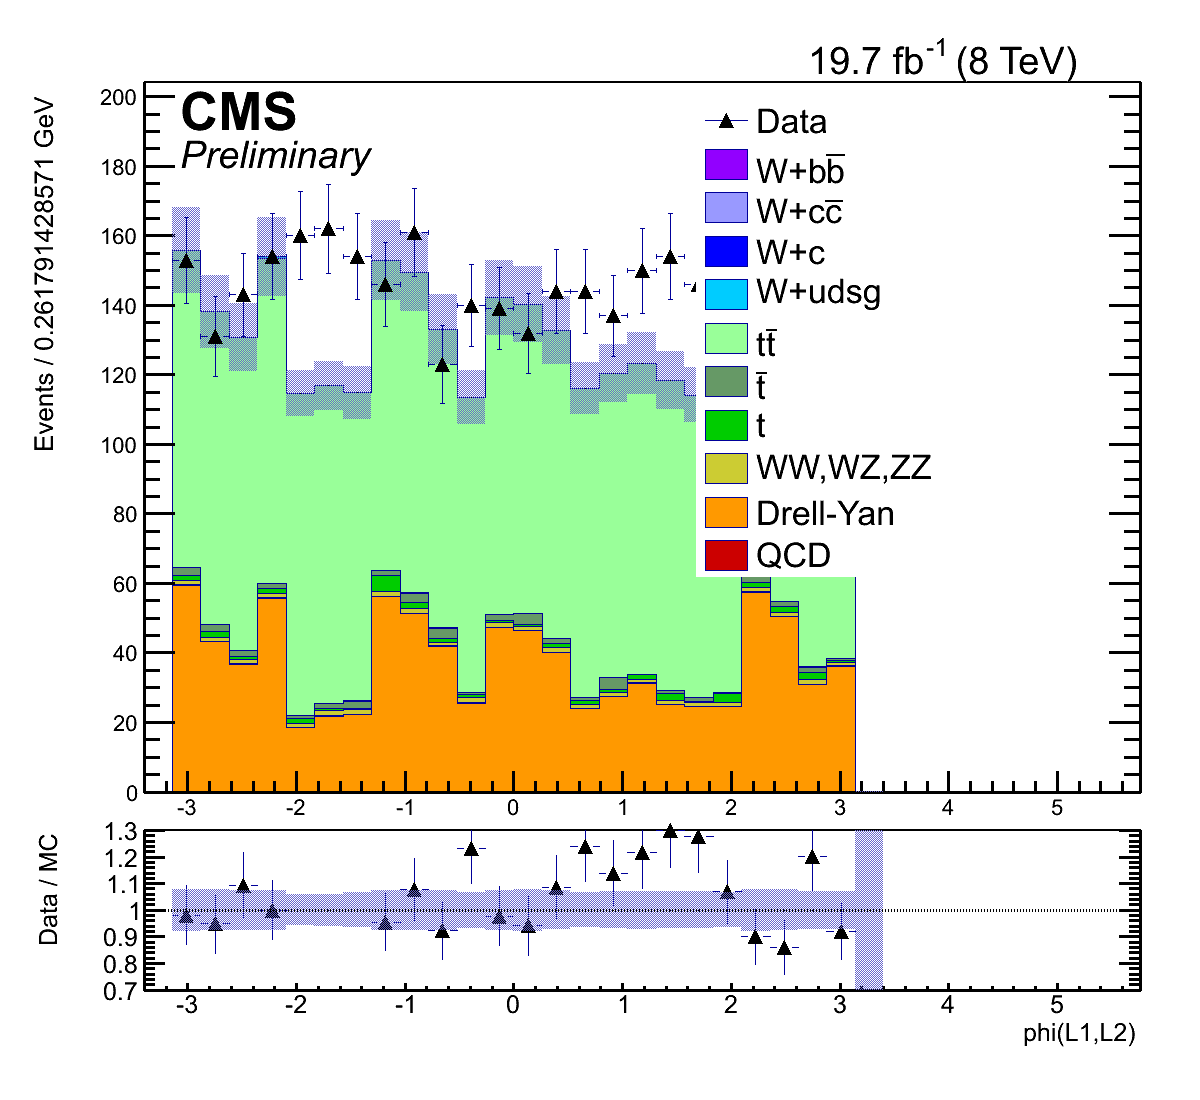 19.7 fb⁻¹ (8 TeV)
CMS
Preliminary
Events / 0.261791428571 GeV
200
180
160
140
120
100
80
60
40
20
0
Data
W+bb̅
W+cc̅
W+c
W+udsg
tt̅
t̅
t
WW,WZ,ZZ
Drell-Yan
QCD
-3 -2 -1 0 1 2 3 4 5
Data / MC
1.3
1.2
1.1
1
0.9
0.8
0.7
-3 -2 -1 0 1 2 3 4 5
phi(L1,L2)